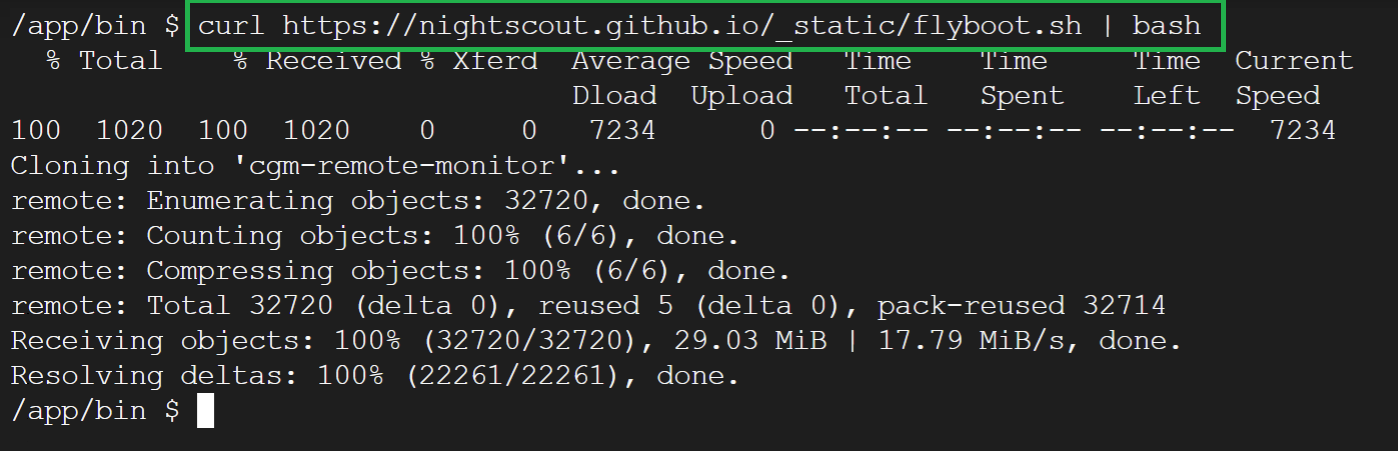 /app/bin $ curl https://nightscout.github.io/_static/flyboot.sh | bash
% Total % Received % Xferd Average Speed Time Time Time Current
Dload Upload Total Spent Left Speed
100 1020 100 1020 0 0 7234 0 --:--:-- --:--:-- --:--:-- 7234
Cloning into 'cgm-remote-monitor'...
remote: Enumerating objects: 32720, done.
remote: Counting objects: 100% (6/6), done.
remote: Compressing objects: 100% (6/6), done.
remote: Total 32720 (delta 0), reused 5 (delta 0), pack-reused 32714
Receiving objects: 100% (32720/32720), 29.03 MiB | 17.79 MiB/s, done.
Resolving deltas: 100% (22261/22261), done.
/app/bin $